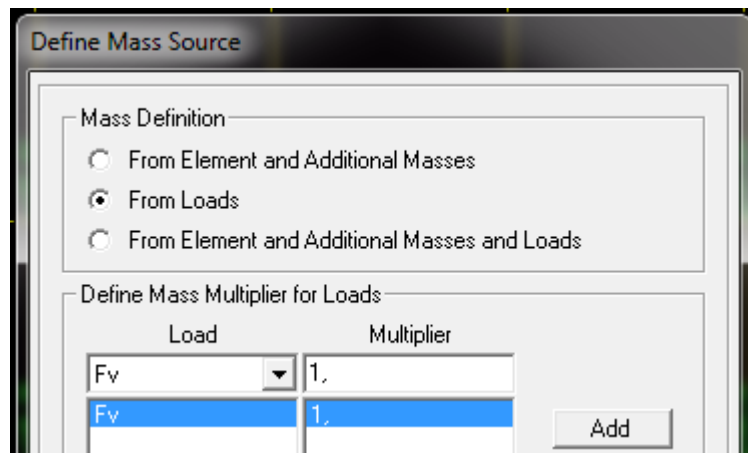 Define Mass Source
Mass Definition
From Element and Additional Masses
From Loads
From Element and Additional Masses and Loads
Define Mass Multiplier for Loads
Load Multiplier
Fv 1,
Fv 1,
Add